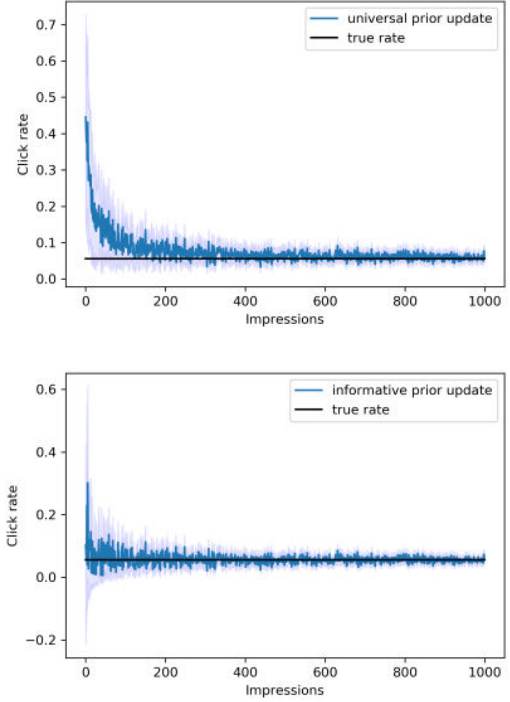 universal prior update
true rate
Click rate
0.7
0.6
0.5
0.4
0.3
0.2
0.1
0.0
0 200 400 600 800 1000
Impressions
informative prior update
true rate
Click rate
0.6
0.4
0.2
0.0
−0.2
0 200 400 600 800 1000
Impressions